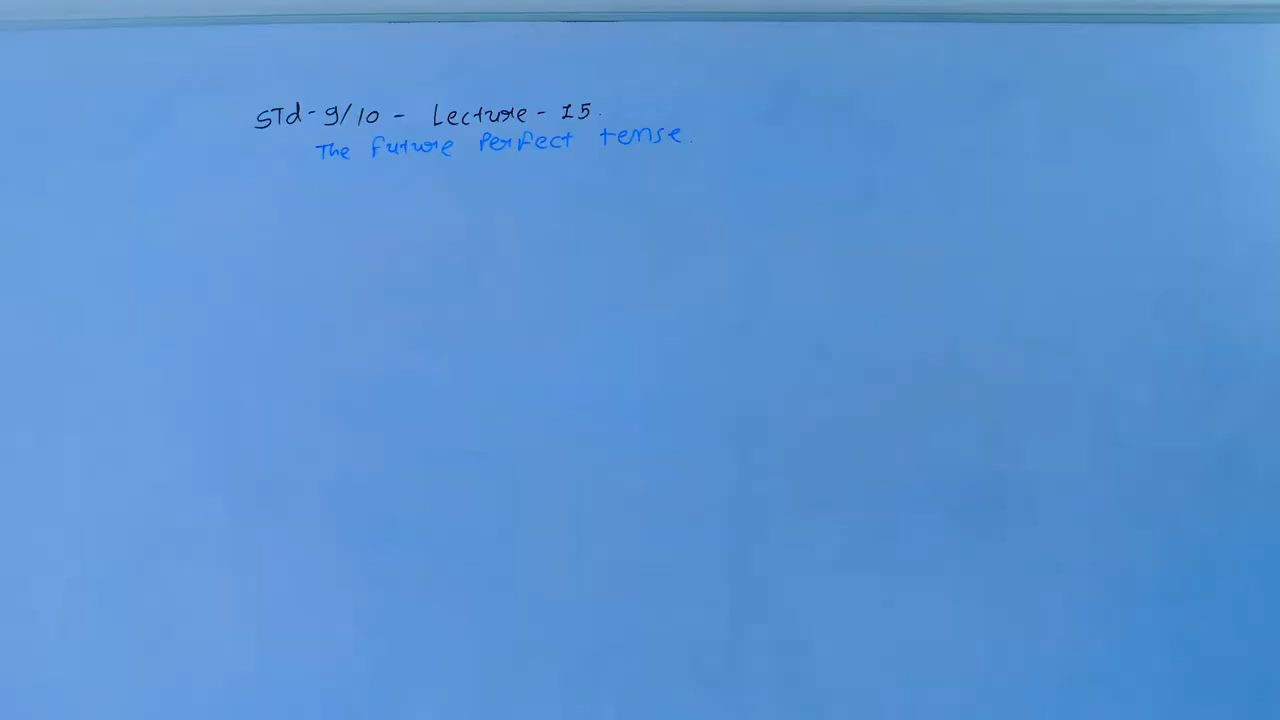 STd-9/10 - Lecture - 15.
The future Perfect tense.